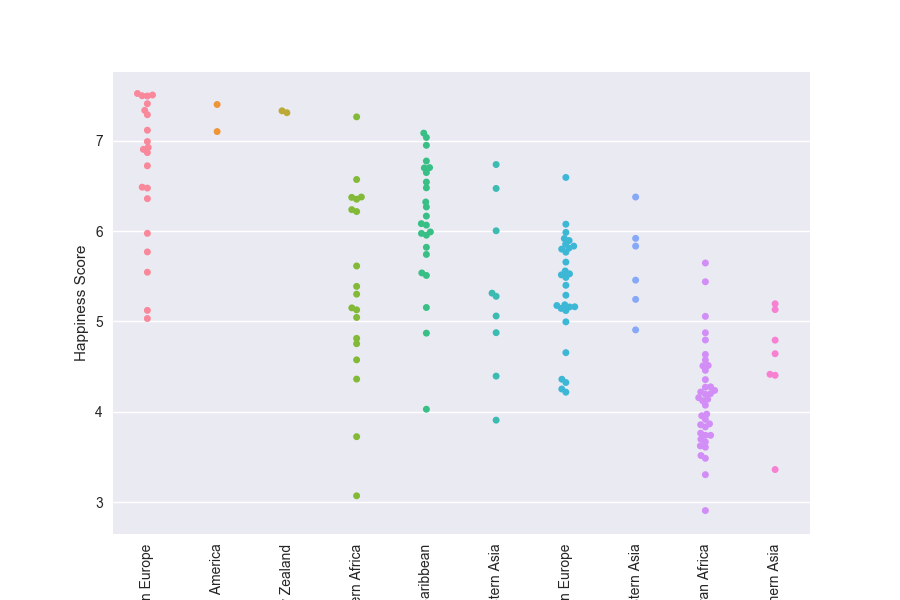 Happiness Score
7
6
5
4
3
n Europe
America
Zealand
ern Africa
aribbean
tern Asia
n Europe
tern Asia
an Africa
hern Asia